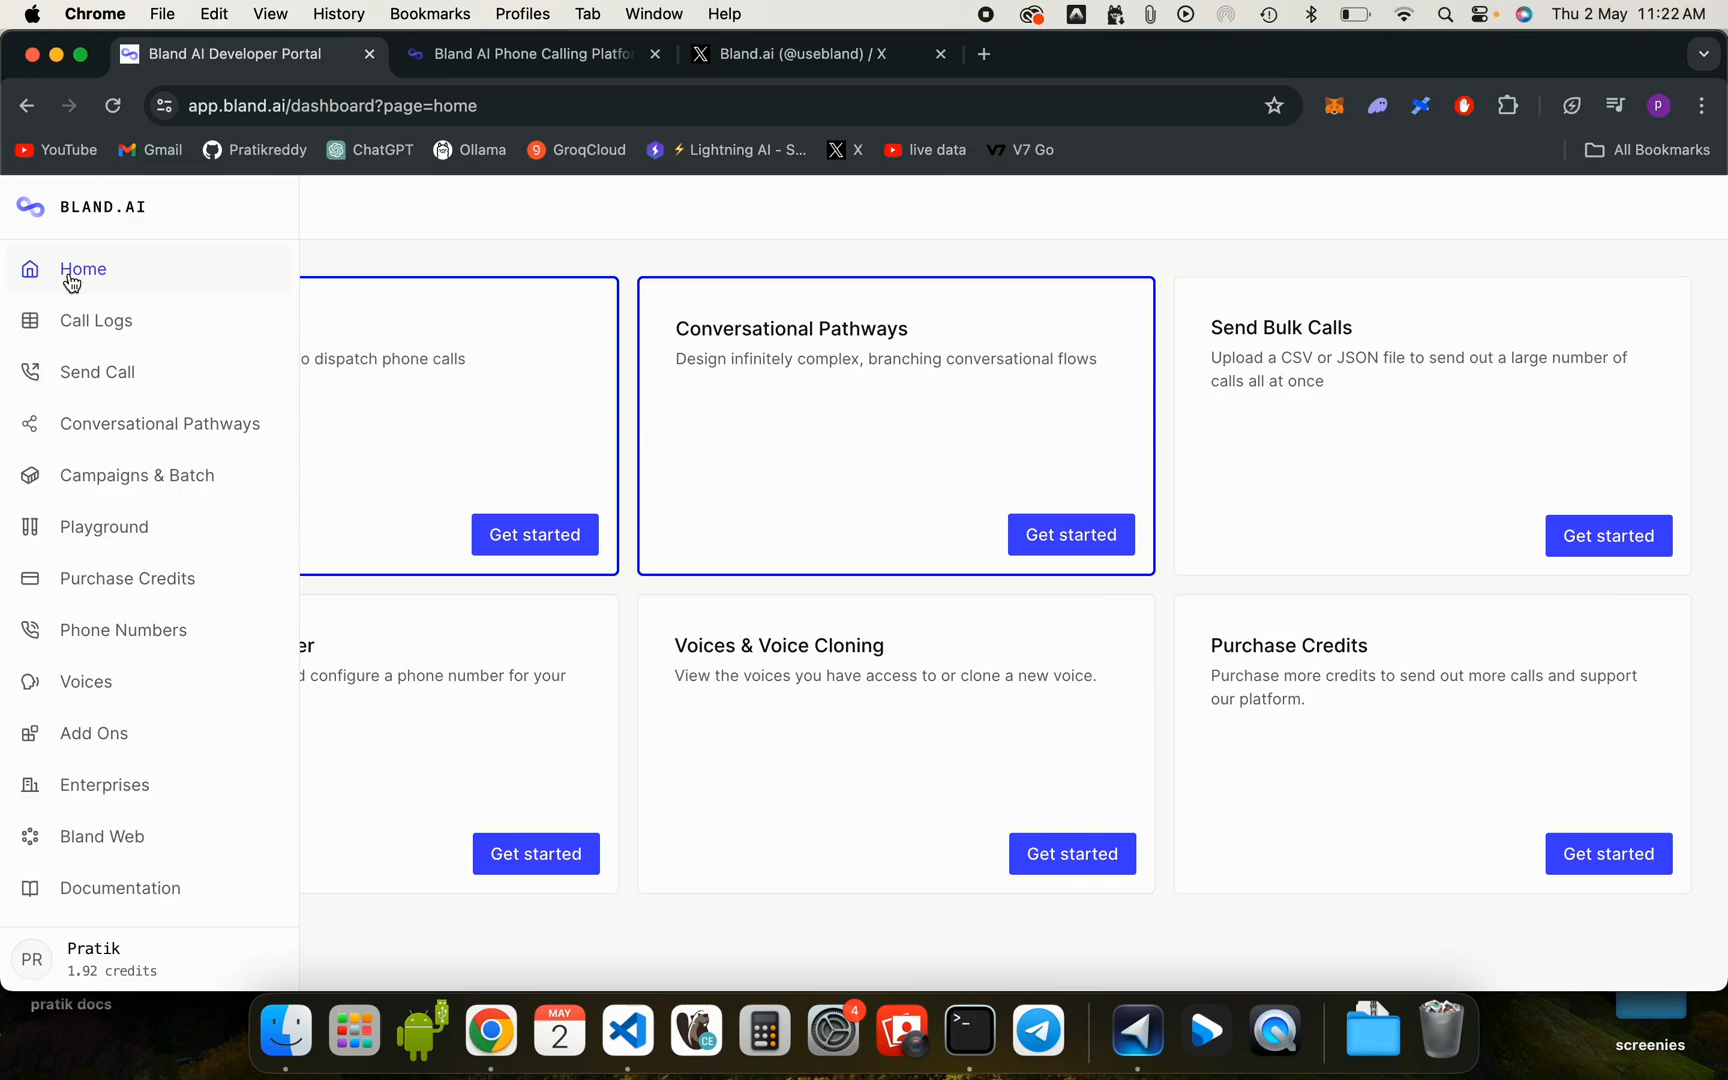 Chrome File Edit View History Bookmarks Profiles Tab Window Help Thu 2 May 11:22 AM
Bland AI Developer Portal Bland AI Phone Calling Platfo Bland.ai (@usebland) / X
app.bland.ai/dashboard?page=home p
YouTube Gmail Pratikreddy ChatGPT Ollama GroqCloud ⚡ Lightning AI - S... X live data V7 Go All Bookmarks
BLAND.AI
Home
Call Logs
Send Call
Conversational Pathways
Campaigns & Batch
Playground
Purchase Credits
Phone Numbers
Voices
Add Ons
Enterprises
Bland Web
Documentation
PR
Pratik
1.92 credits
o dispatch phone calls
Get started
Conversational Pathways
Design infinitely complex, branching conversational flows
Get started
Send Bulk Calls
Upload a CSV or JSON file to send out a large number of
calls all at once
Get started
er
d configure a phone number for your
Get started
Voices & Voice Cloning
View the voices you have access to or clone a new voice.
Get started
Purchase Credits
Purchase more credits to send out more calls and support
our platform.
Get started
pratik docs
MAY
2
CE
4
>_
screenies